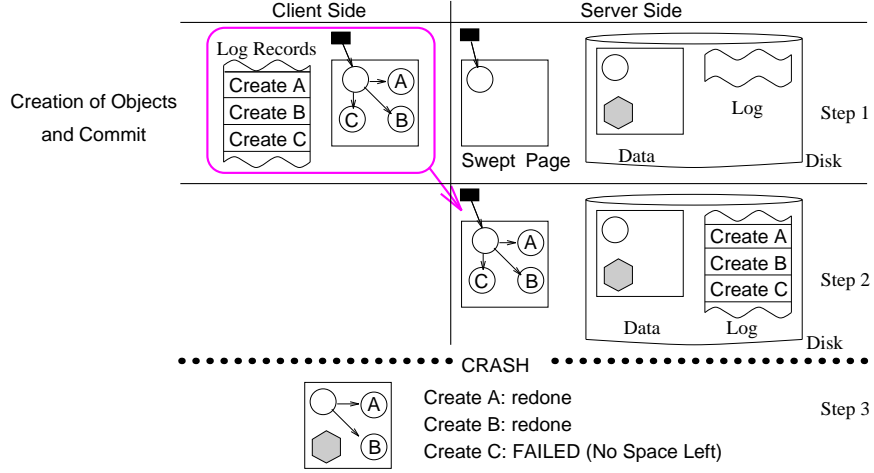 Client Side
Server Side
Log Records
Create A
Create B
Create C
A
C
B
Creation of Objects
and Commit
Swept Page
Data
Log
Disk
Step 1
A
C
B
Create A
Create B
Create C
Data
Log
Disk
Step 2
CRASH
A
B
Create A: redone
Create B: redone
Create C: FAILED (No Space Left)
Step 3